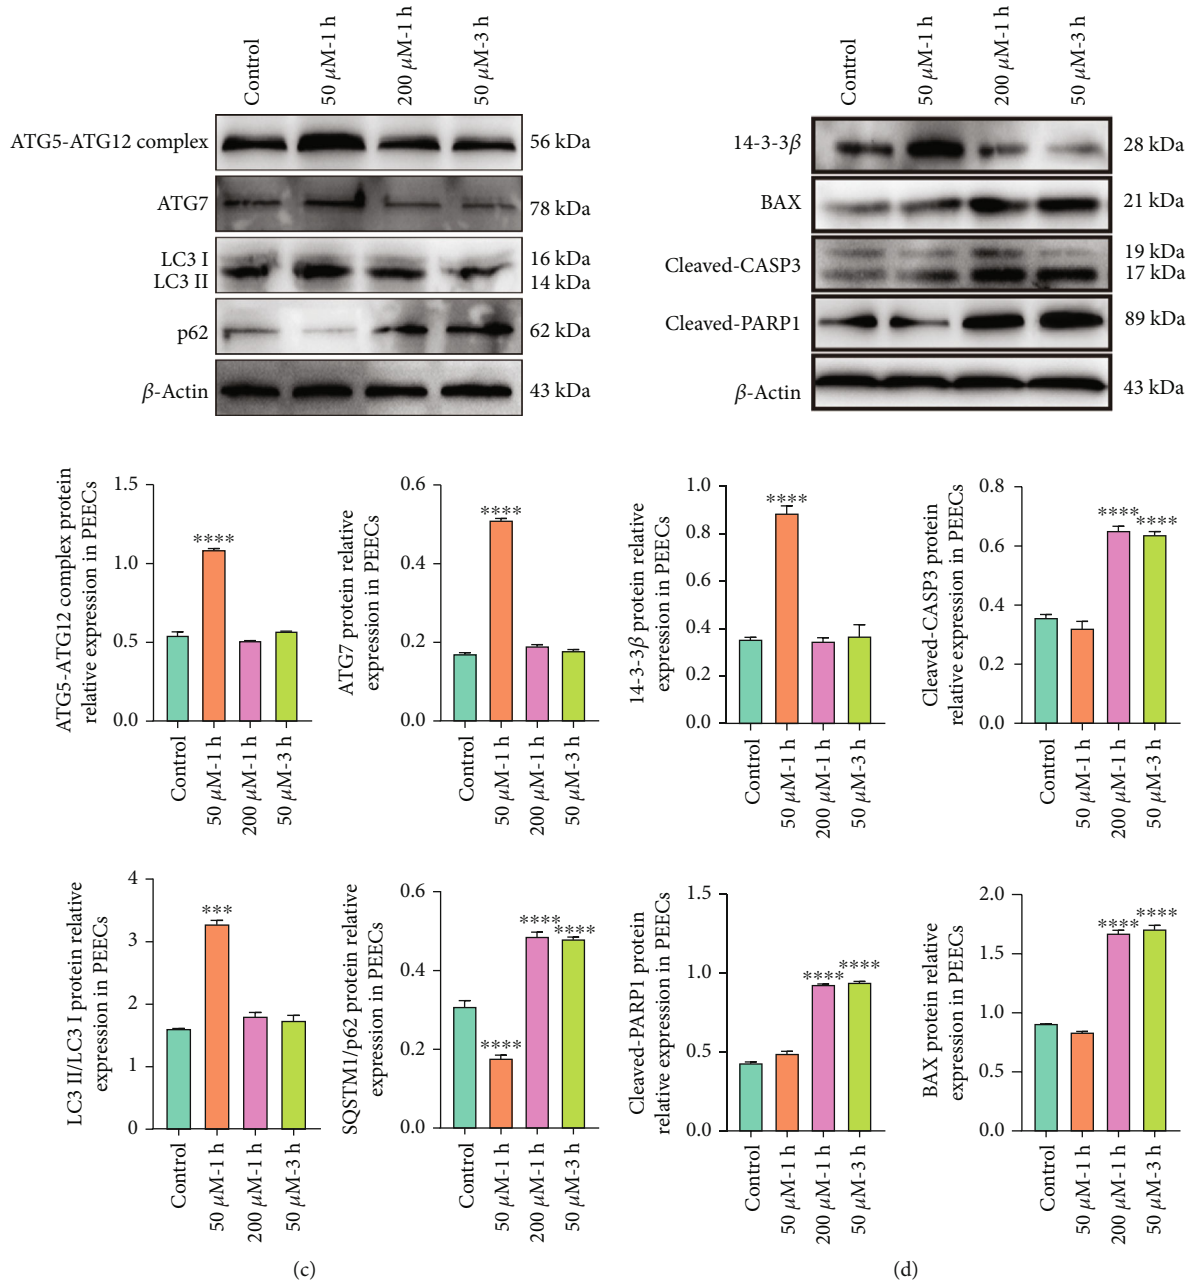 Control
50 μM-1 h
200 μM-1 h
50 μM-3 h
ATG5-ATG12 complex
56 kDa
ATG7
78 kDa
LC3 I
16 kDa
LC3 II
14 kDa
p62
62 kDa
β-Actin
43 kDa
Control
50 μM-1 h
200 μM-1 h
50 μM-3 h
14-3-3β
28 kDa
BAX
21 kDa
Cleaved-CASP3
19 kDa
17 kDa
Cleaved-PARP1
89 kDa
β-Actin
43 kDa
ATG5-ATG12 complex protein
relative expression in PEECs
1.5
1.0
0.5
0.0
****
Control
50 μM-1 h
200 μM-1 h
50 μM-3 h
ATG7 protein relative
expression in PEECs
0.6
0.4
0.2
0.0
****
Control
50 μM-1 h
200 μM-1 h
50 μM-3 h
14-3-3β protein relative
expression in PEECs
1.0
0.8
0.6
0.4
0.2
0.0
****
Control
50 μM-1 h
200 μM-1 h
50 μM-3 h
Cleaved-CASP3 protein
relative expression in PEECs
0.8
0.6
0.4
0.2
0.0
****
****
Control
50 μM-1 h
200 μM-1 h
50 μM-3 h
LC3 II/LC3 I protein relative
expression in PEECs
4
3
2
1
0
***
Control
50 μM-1 h
200 μM-1 h
50 μM-3 h
SQSTM1/p62 protein relative
expression in PEECs
0.6
0.4
0.2
0.0
****
****
****
Control
50 μM-1 h
200 μM-1 h
50 μM-3 h
Cleaved-PARP1 protein
relative expression in PEECs
1.5
1.0
0.5
0.0
****
****
Control
50 μM-1 h
200 μM-1 h
50 μM-3 h
BAX protein relative
expression in PEECs
2.0
1.5
1.0
0.5
0.0
****
****
Control
50 μM-1 h
200 μM-1 h
50 μM-3 h
(c)
(d)